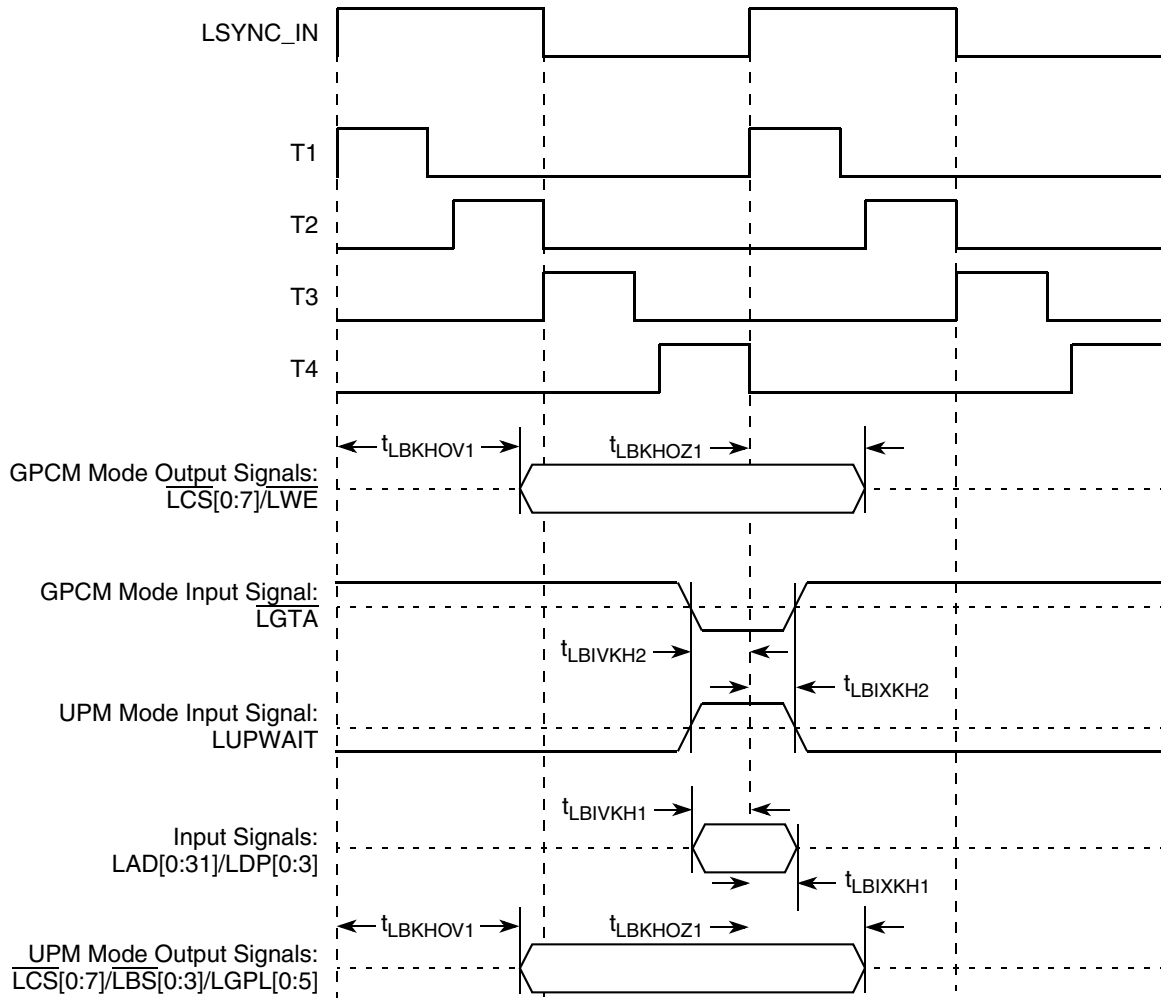 LSYNC_IN
T1
T2
T3
T4
tLBKHOV1
tLBKHOZ1
GPCM Mode Output Signals:
LCS[0:7]/LWE
GPCM Mode Input Signal:
LGTA
tLBIVKH2
tLBIXKH2
UPM Mode Input Signal:
LUPWAIT
tLBIVKH1
Input Signals:
LAD[0:31]/LDP[0:3]
tLBIXKH1
tLBKHOV1
tLBKHOZ1
UPM Mode Output Signals:
LCS[0:7]/LBS[0:3]/LGPL[0:5]